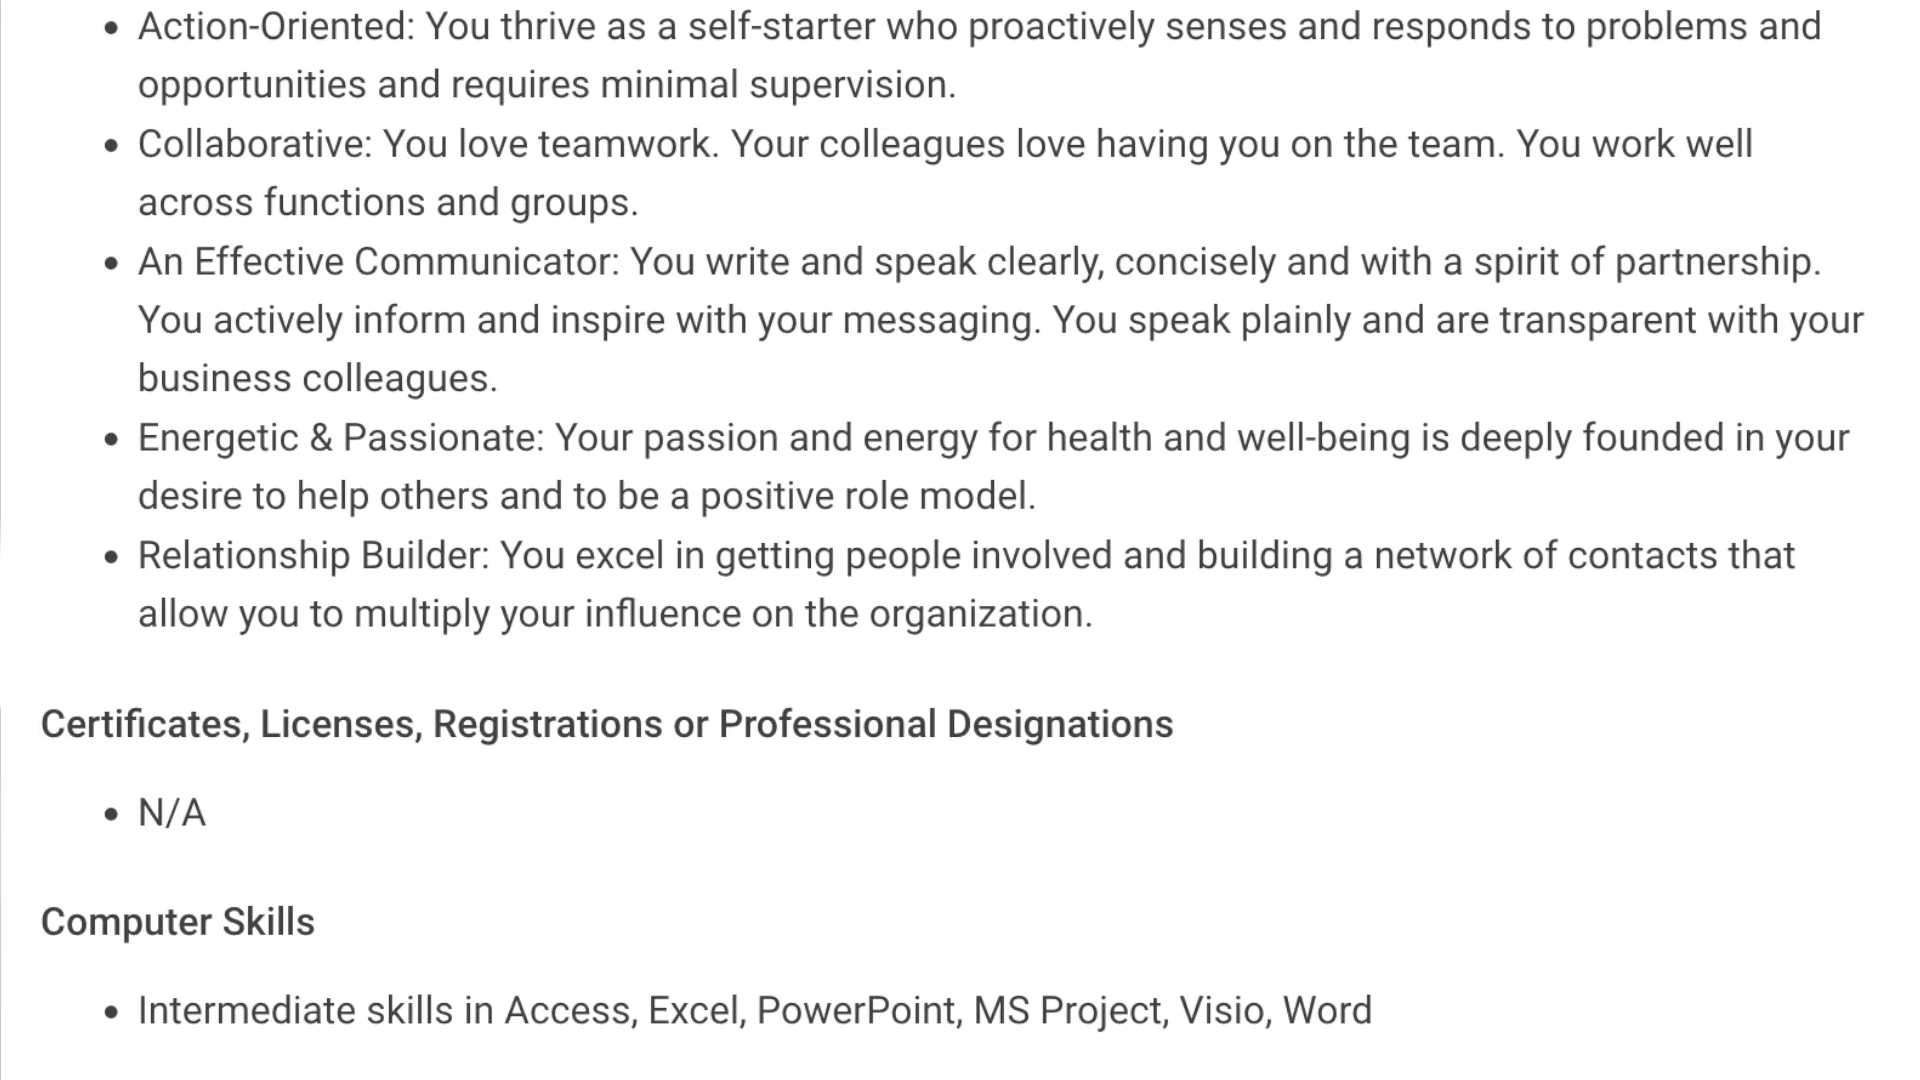 • Action-Oriented: You thrive as a self-starter who proactively senses and responds to problems and
opportunities and requires minimal supervision.
• Collaborative: You love teamwork. Your colleagues love having you on the team. You work well
across functions and groups.
• An Effective Communicator: You write and speak clearly, concisely and with a spirit of partnership.
You actively inform and inspire with your messaging. You speak plainly and are transparent with your
business colleagues.
• Energetic & Passionate: Your passion and energy for health and well-being is deeply founded in your
desire to help others and to be a positive role model.
• Relationship Builder: You excel in getting people involved and building a network of contacts that
allow you to multiply your influence on the organization.
Certificates, Licenses, Registrations or Professional Designations
• N/A
Computer Skills
• Intermediate skills in Access, Excel, PowerPoint, MS Project, Visio, Word